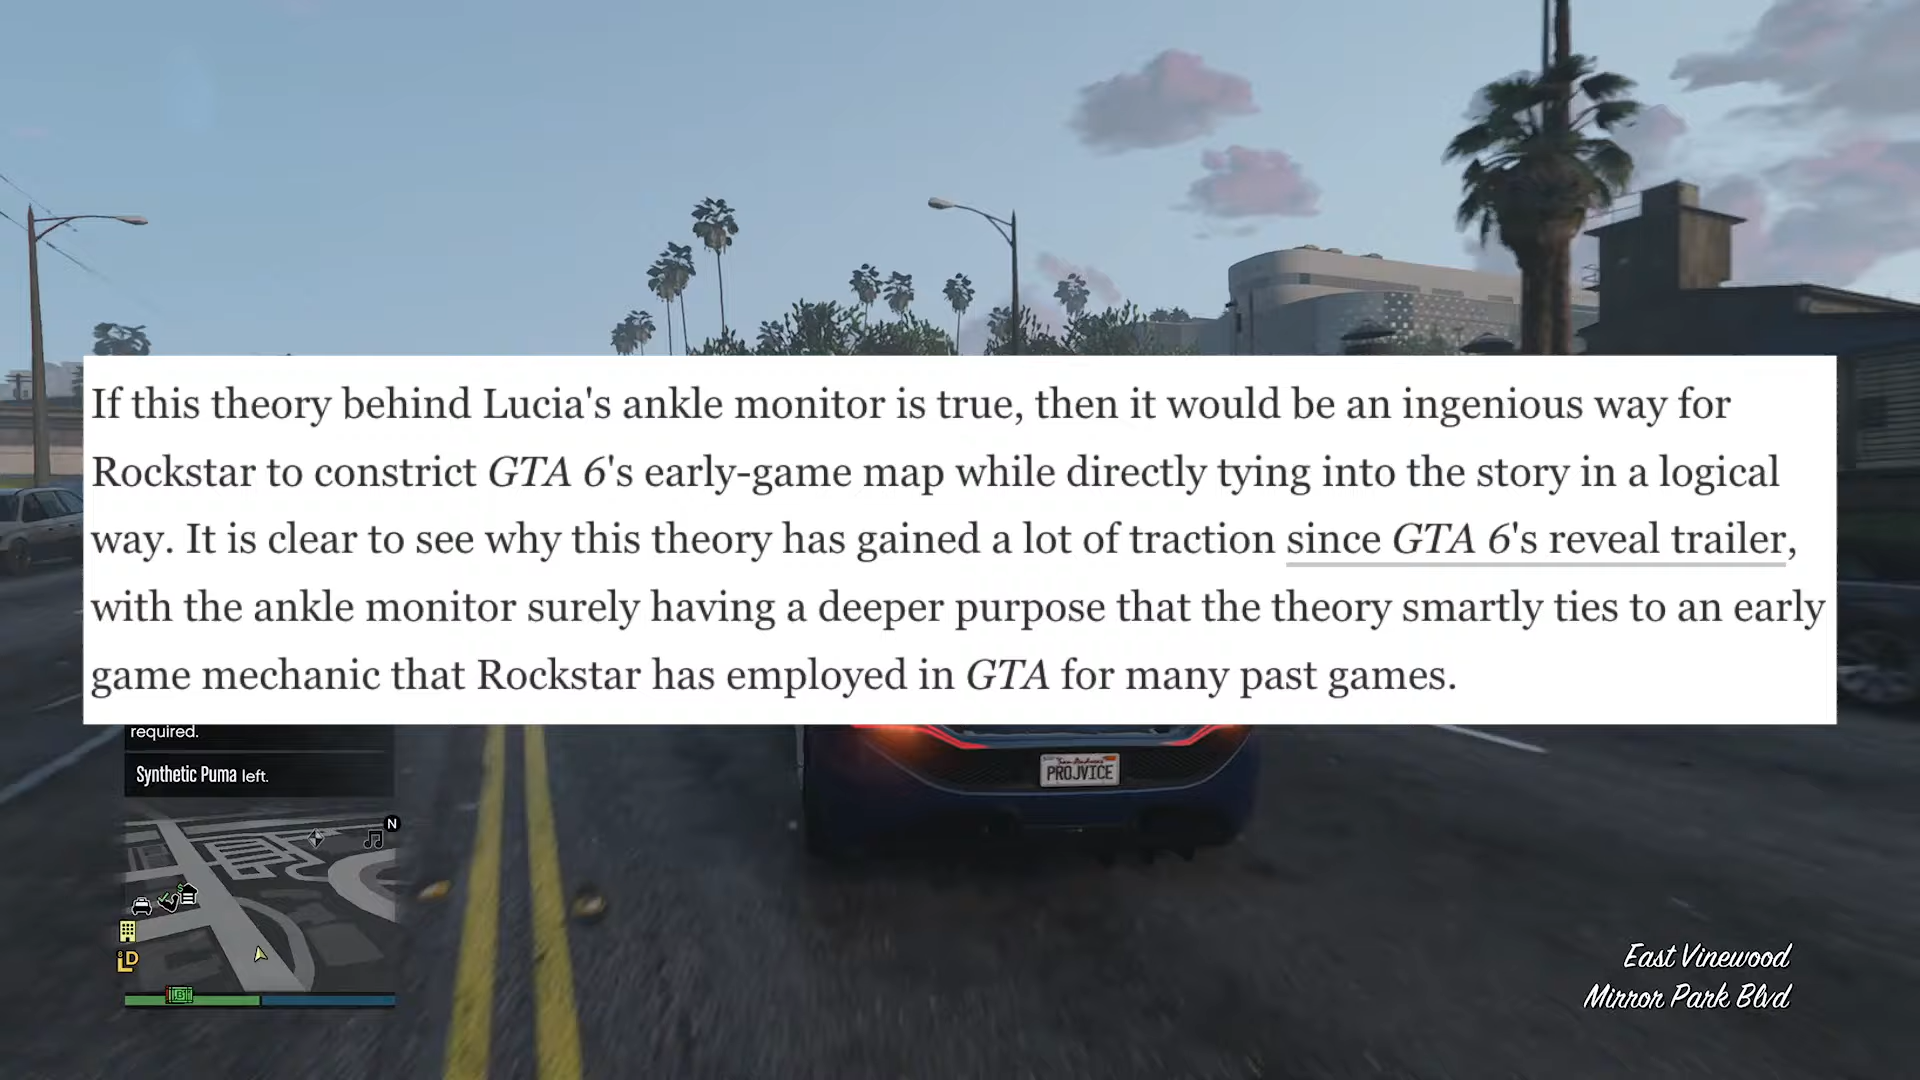 If this theory behind Lucia's ankle monitor is true, then it would be an ingenious way for
Rockstar to constrict GTA 6's early-game map while directly tying into the story in a logical
way. It is clear to see why this theory has gained a lot of traction since GTA 6's reveal trailer,
with the ankle monitor surely having a deeper purpose that the theory smartly ties to an early
game mechanic that Rockstar has employed in GTA for many past games.
required.
Synthetic Puma left.
PROJVICE
N
LD
East Vinewood
Mirror Park Blvd